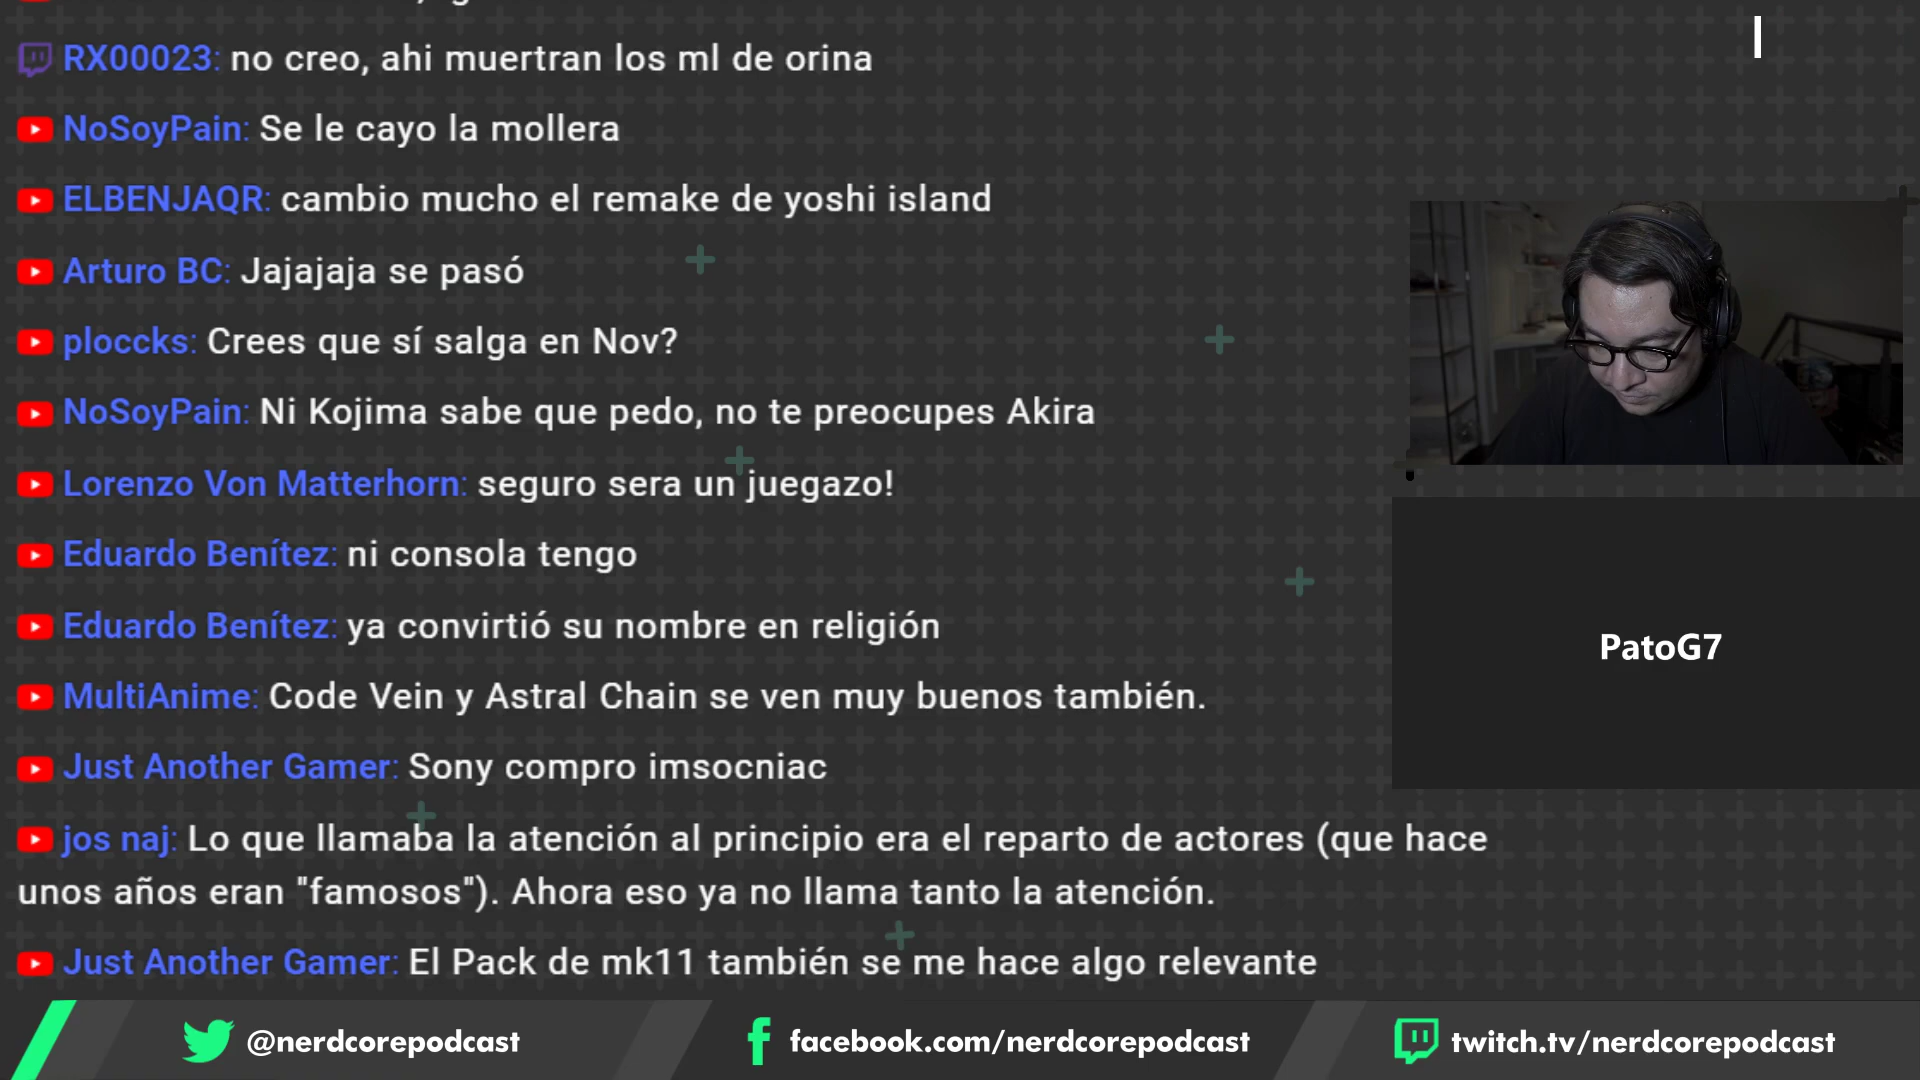 RX00023: no creo, ahi muertran los ml de orina
NoSoyPain: Se le cayo la mollera
ELBENJAQR: cambio mucho el remake de yoshi island
Arturo BC: Jajajaja se pasó
ploccks: Crees que sí salga en Nov?
NoSoyPain: Ni Kojima sabe que pedo, no te preocupes Akira
Lorenzo Von Matterhorn: seguro sera un juegazo!
Eduardo Benítez: ni consola tengo
Eduardo Benítez: ya convirtió su nombre en religión
PatoG7
MultiAnime: Code Vein y Astral Chain se ven muy buenos también.
Just Another Gamer: Sony compro imsocniac
jos naj: Lo que llamaba la atención al principio era el reparto de actores (que hace
unos años eran "famosos"). Ahora eso ya no llama tanto la atención.
Just Another Gamer: El Pack de mk11 también se me hace algo relevante
@nerdcorepodcast facebook.com/nerdcorepodcast twitch.tv/nerdcorepodcast